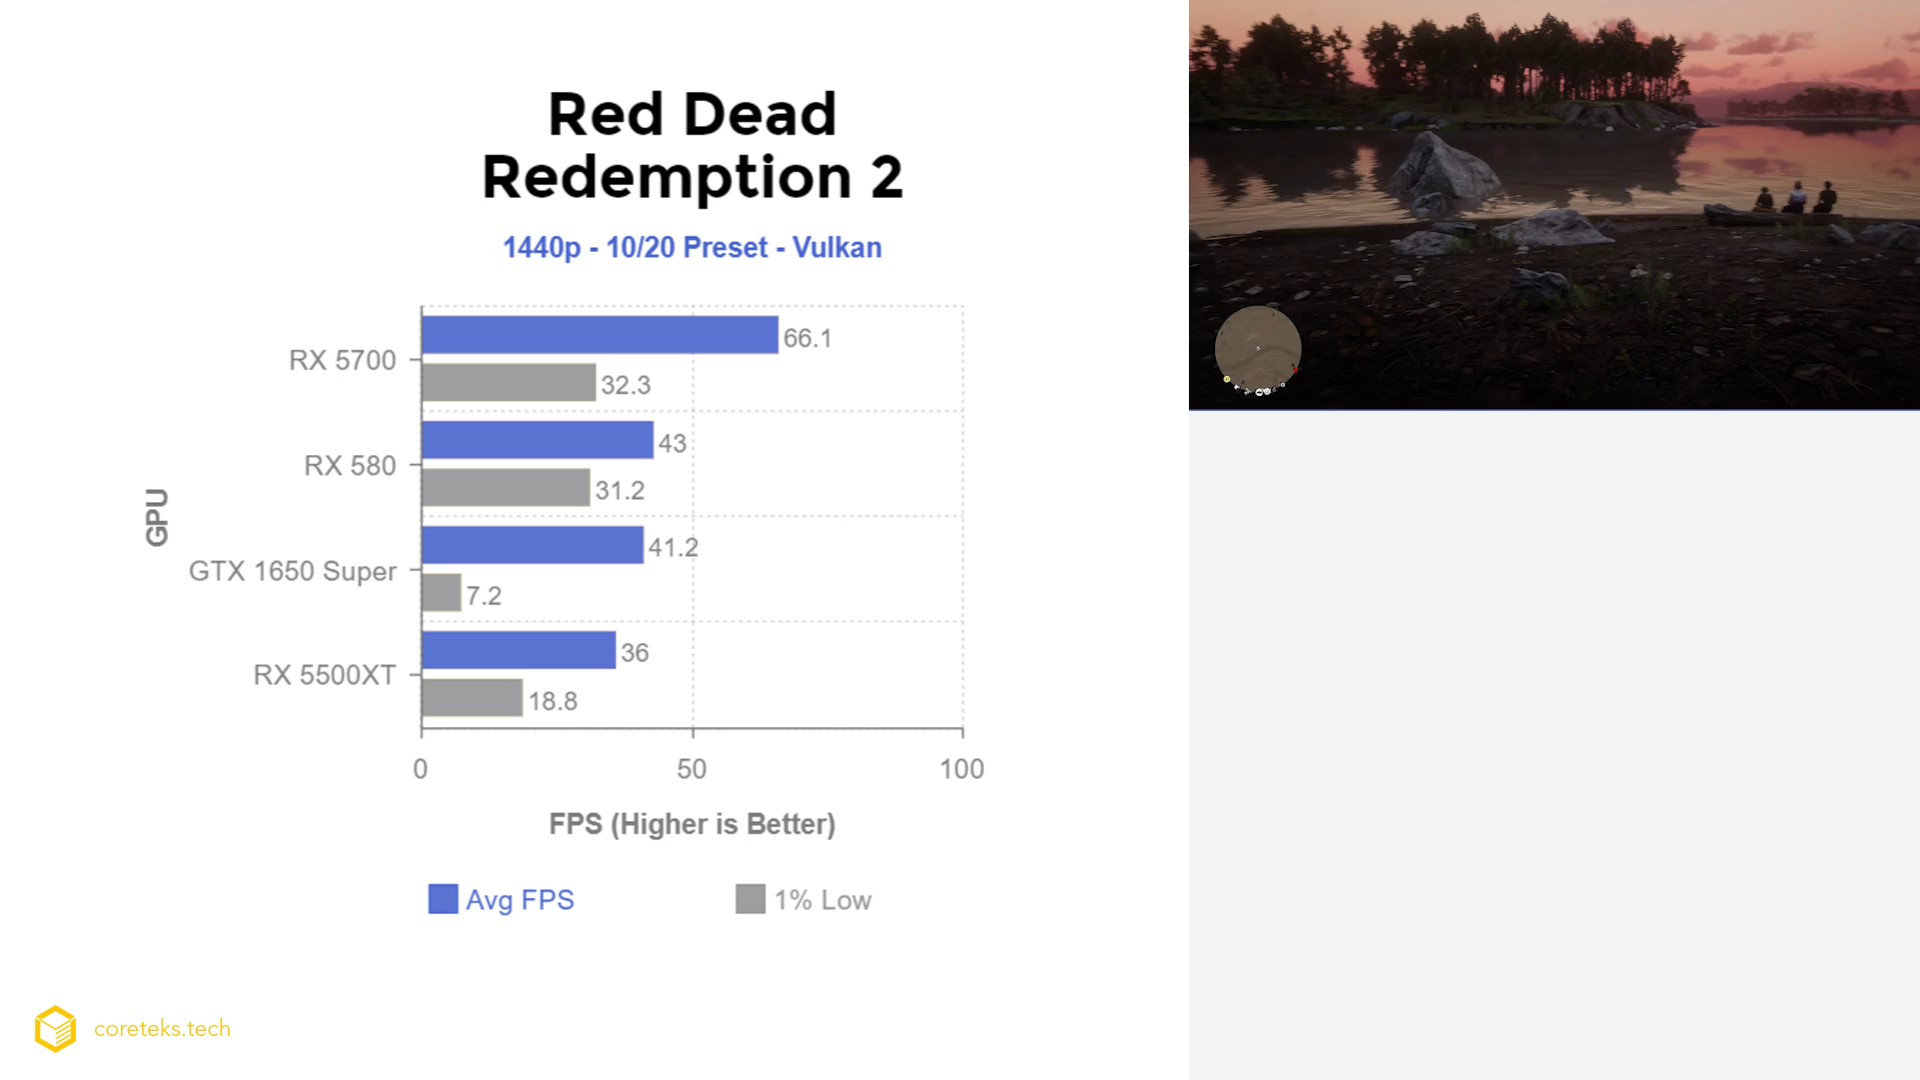 Red Dead
Redemption 2
1440p - 10/20 Preset - Vulkan
GPU
RX 5700
66.1
32.3
RX 580
43
31.2
GTX 1650 Super
41.2
7.2
RX 5500XT
36
18.8
0 50 100
FPS (Higher is Better)
Avg FPS 1% Low
coreteks.tech